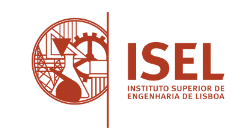 ISEL
INSTITUTO SUPERIOR DE
ENGENHARIA DE LISBOA